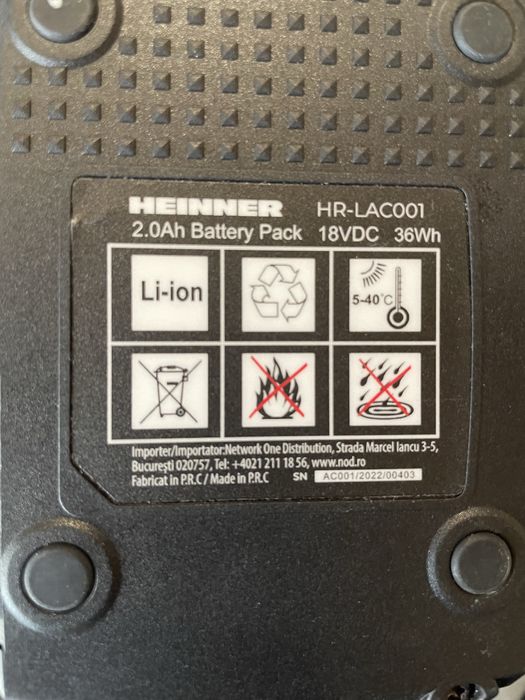 HEINNER HR-LAC001
2.0Ah Battery Pack 18VDC 36Wh
Li-ion
5-40°C
Importer/Importator:Network One Distribution, Strada Marcel Iancu 3-5,
București 020757, Tel: +4021 211 18 56, www.nod.ro
Fabricat in P.R.C / Made in P.R.C SN AC001/2022/00403